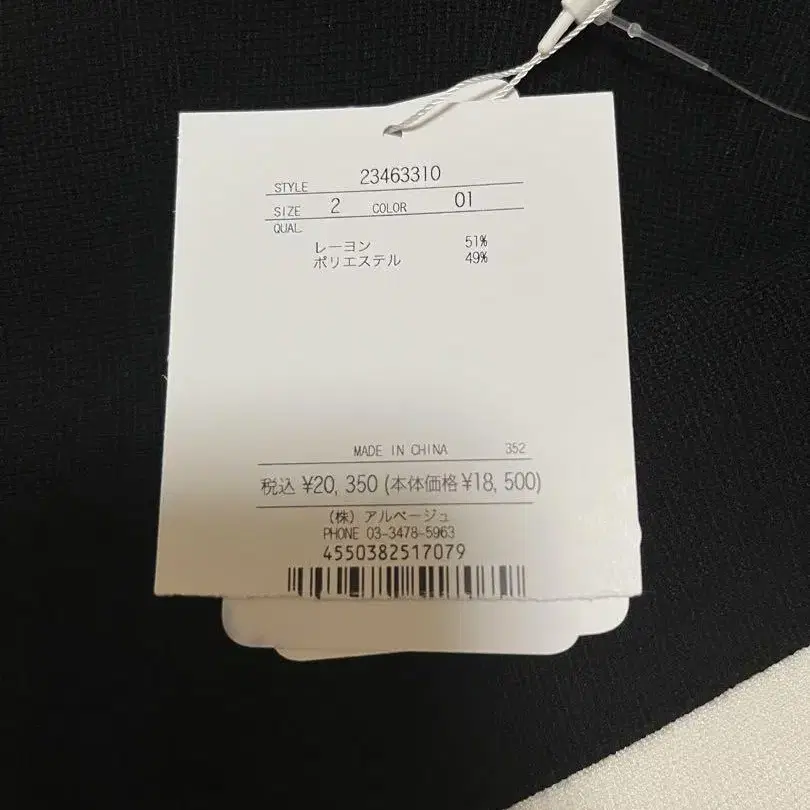 STYLE 23463310
SIZE 2 COLOR 01
QUAL.
レーヨン 51%
ポリエステル 49%
MADE IN CHINA 352
税込 ¥20,350 (本体価格¥18,500)
(株) アルページュ
PHONE 03-3478-5963
4550382517079